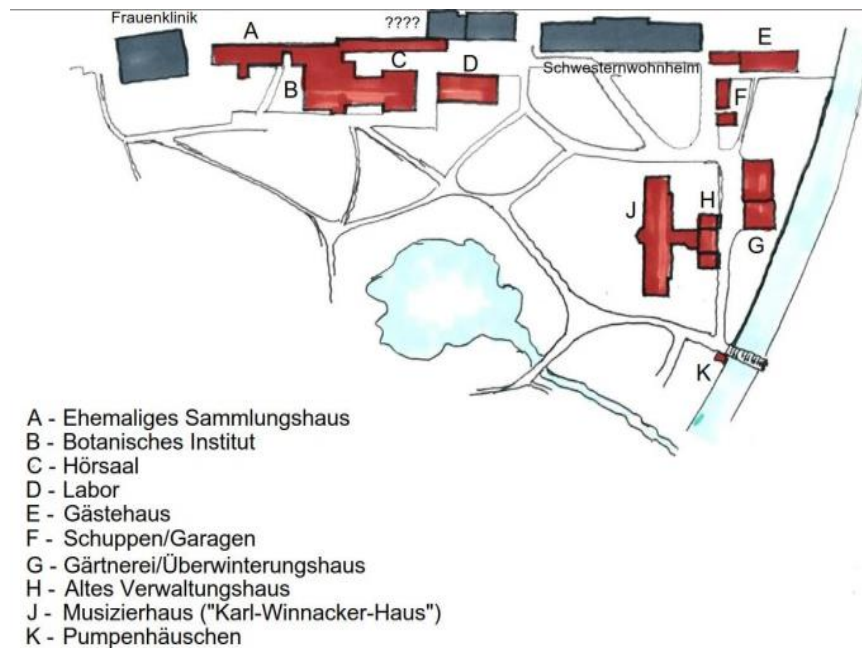 Frauenklinik
????
A
B
C
D
E
Schwesternwohnheim
F
J
H
G
K
A - Ehemaliges Sammlungshaus
B - Botanisches Institut
C - Hörsaal
D - Labor
E - Gästehaus
F - Schuppen/Garagen
G - Gärtnerei/Überwinterungshaus
H - Altes Verwaltungshaus
J - Musizierhaus ("Karl-Winnacker-Haus")
K - Pumpenhäuschen